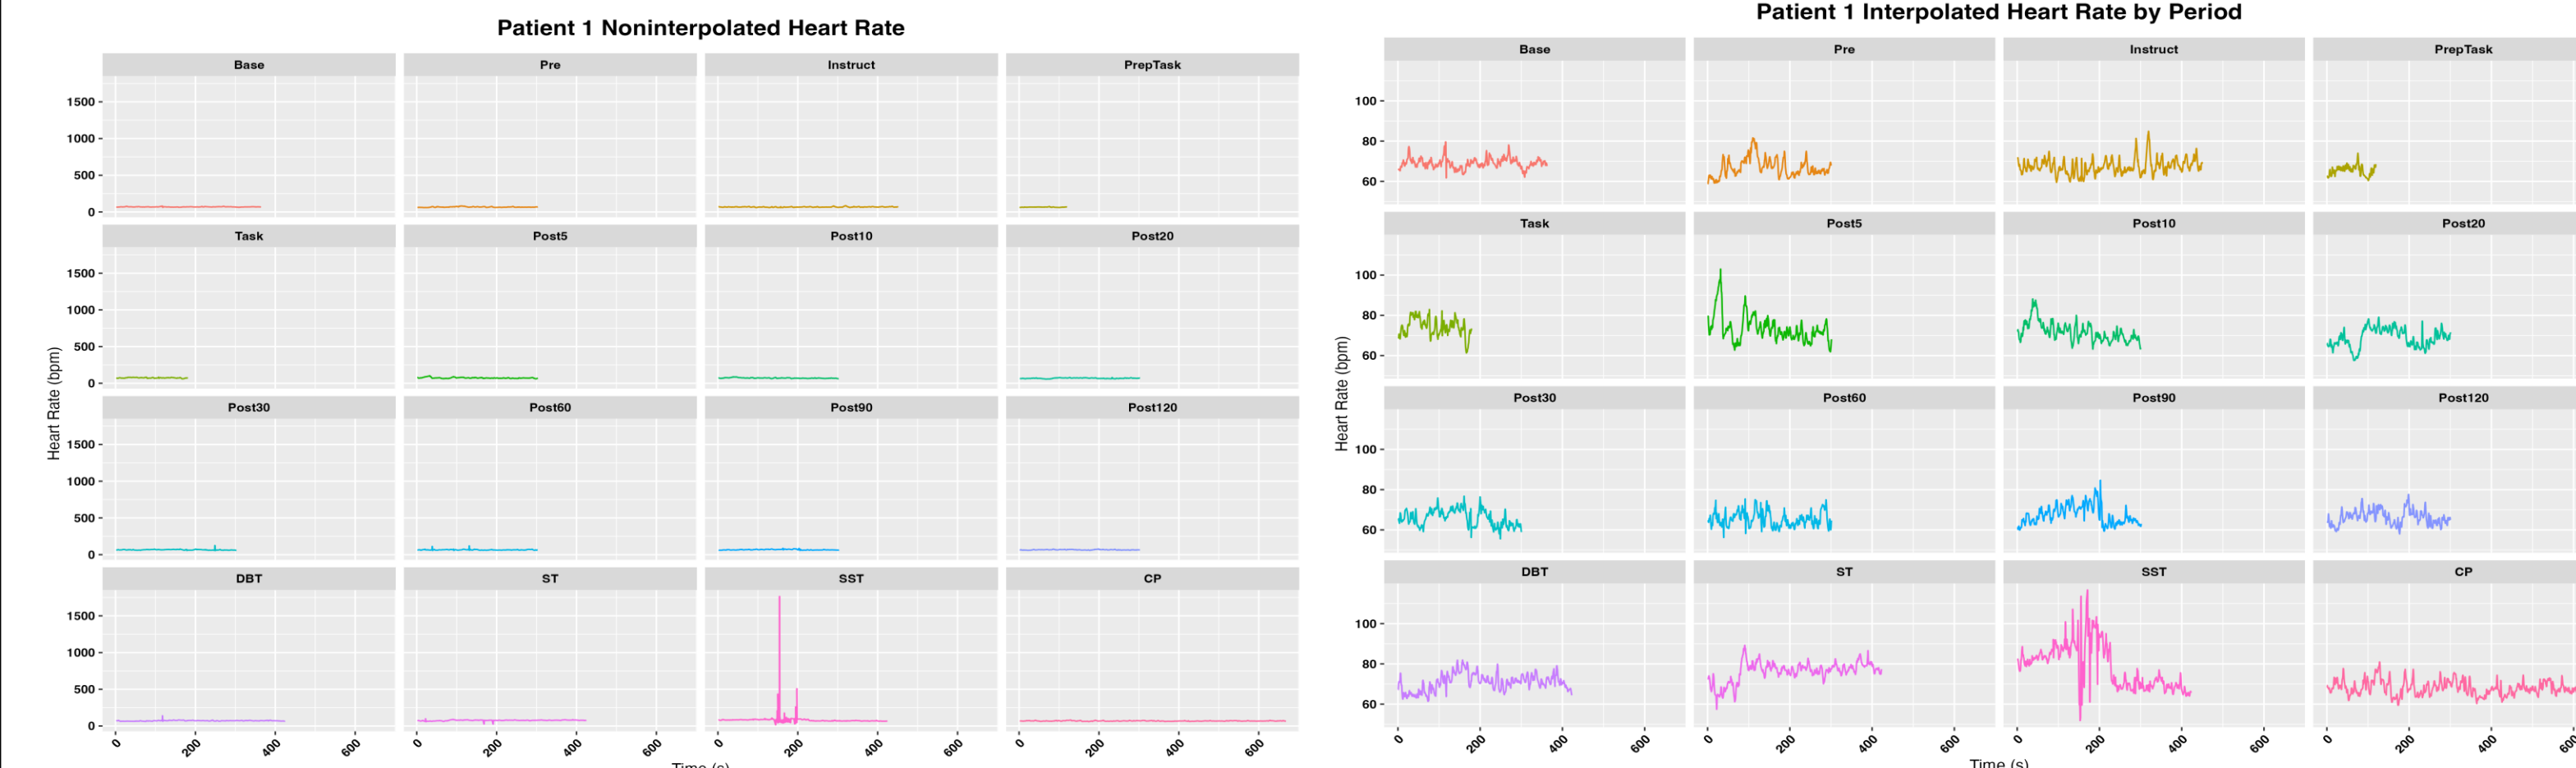 Patient 1 Noninterpolated Heart Rate
Base Pre Instruct PrepTask
1500
1000
500
0
Task Post5 Post10 Post20
1500
1000
500
0
Post30 Post60 Post90 Post120
1500
1000
500
0
DBT ST SST CP
1500
1000
500
0
0 200 400 600 0 200 400 600 0 200 400 600 0 200 400 600
Heart Rate (bpm)
Time (s)
Patient 1 Interpolated Heart Rate by Period
Base Pre Instruct PrepTask
100
80
60
Task Post5 Post10 Post20
100
80
60
Post30 Post60 Post90 Post120
100
80
60
DBT ST SST CP
100
80
60
0 200 400 600 0 200 400 600 0 200 400 600 0 200 400 600
Heart Rate (bpm)
Time (s)